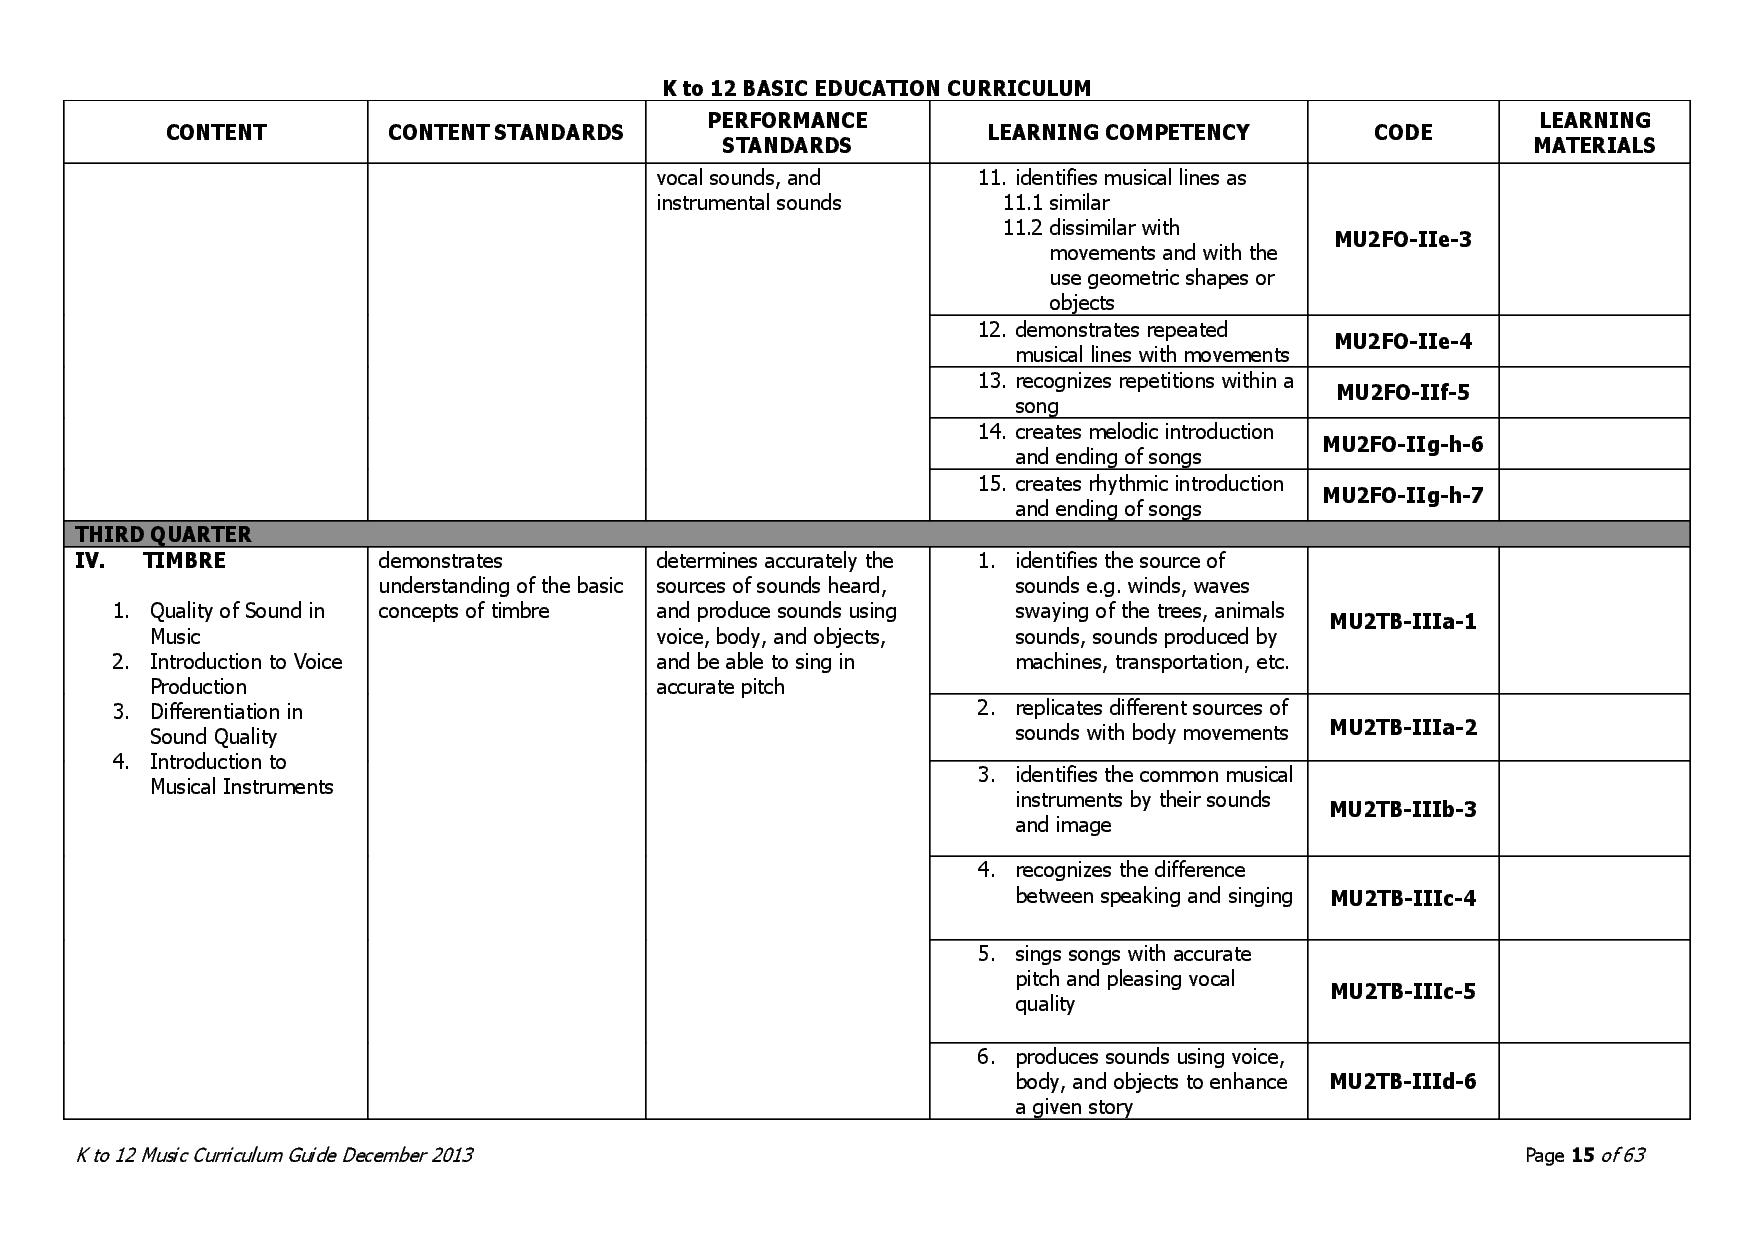 K to 12 BASIC EDUCATION CURRICULUM
CONTENT
CONTENT STANDARDS
PERFORMANCE
STANDARDS
LEARNING COMPETENCY
CODE
LEARNING
MATERIALS
vocal sounds, and
instrumental sounds
11. identifies musical lines as
11.1 similar
11.2 dissimilar with
movements and with the
use geometric shapes or
objects
MU2FO-IIe-3
12. demonstrates repeated
musical lines with movements
MU2FO-IIe-4
13. recognizes repetitions within a
song
MU2FO-IIf-5
14. creates melodic introduction
and ending of songs
MU2FO-IIg-h-6
15. creates rhythmic introduction
and ending of songs
MU2FO-IIg-h-7
THIRD QUARTER
IV. TIMBRE
1. Quality of Sound in
Music
2. Introduction to Voice
Production
3. Differentiation in
Sound Quality
4. Introduction to
Musical Instruments
demonstrates
understanding of the basic
concepts of timbre
determines accurately the
sources of sounds heard,
and produce sounds using
voice, body, and objects,
and be able to sing in
accurate pitch
1. identifies the source of
sounds e.g. winds, waves
swaying of the trees, animals
sounds, sounds produced by
machines, transportation, etc.
MU2TB-IIIa-1
2. replicates different sources of
sounds with body movements
MU2TB-IIIa-2
3. identifies the common musical
instruments by their sounds
and image
MU2TB-IIIb-3
4. recognizes the difference
between speaking and singing
MU2TB-IIIc-4
5. sings songs with accurate
pitch and pleasing vocal
quality
MU2TB-IIIc-5
6. produces sounds using voice,
body, and objects to enhance
a given story
MU2TB-IIId-6
K to 12 Music Curriculum Guide December 2013
Page 15 of 63